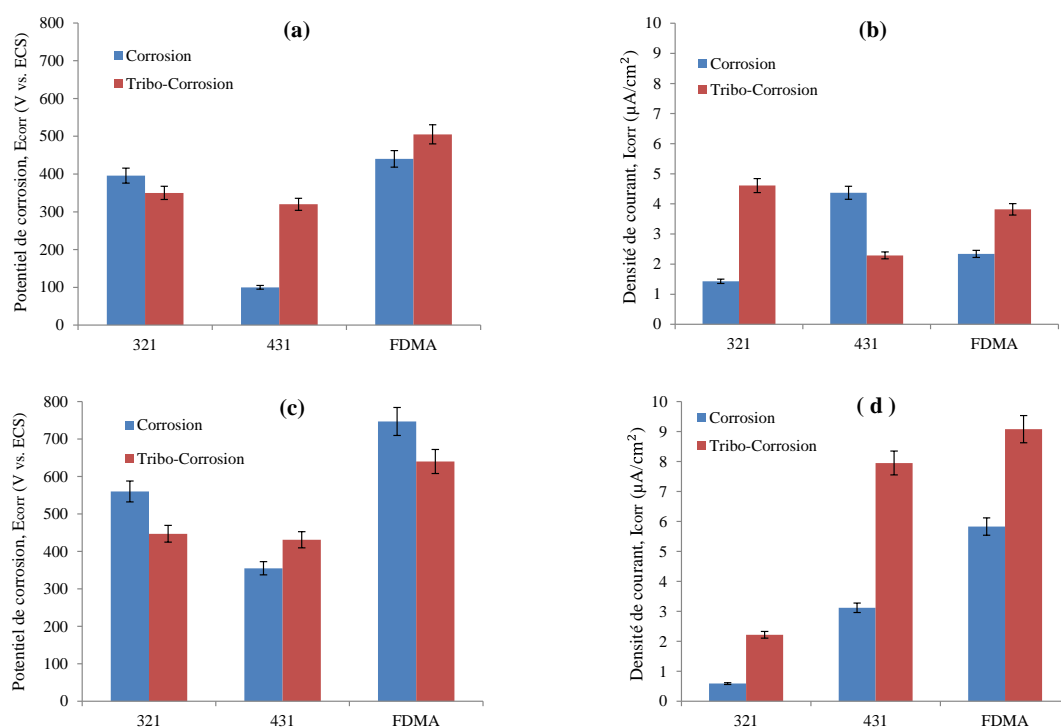 (a)
Potentiel de corrosion, Ecorr (V vs. ECS)
800
700
600
500
400
300
200
100
0
Corrosion
Tribo-Corrosion
321 431 FDMA
(b)
Densité de courant, Icorr (µA/cm²)
10
9
8
7
6
5
4
3
2
1
0
Corrosion
Tribo-Corrosion
321 431 FDMA
(c)
Potentiel de corrosion, Ecorr (V vs. ECS)
800
700
600
500
400
300
200
100
0
Corrosion
Tribo-Corrosion
321 431 FDMA
( d )
Densité de courant, Icorr (µA/cm²)
10
9
8
7
6
5
4
3
2
1
0
Corrosion
Tribo-Corrosion
321 431 FDMA